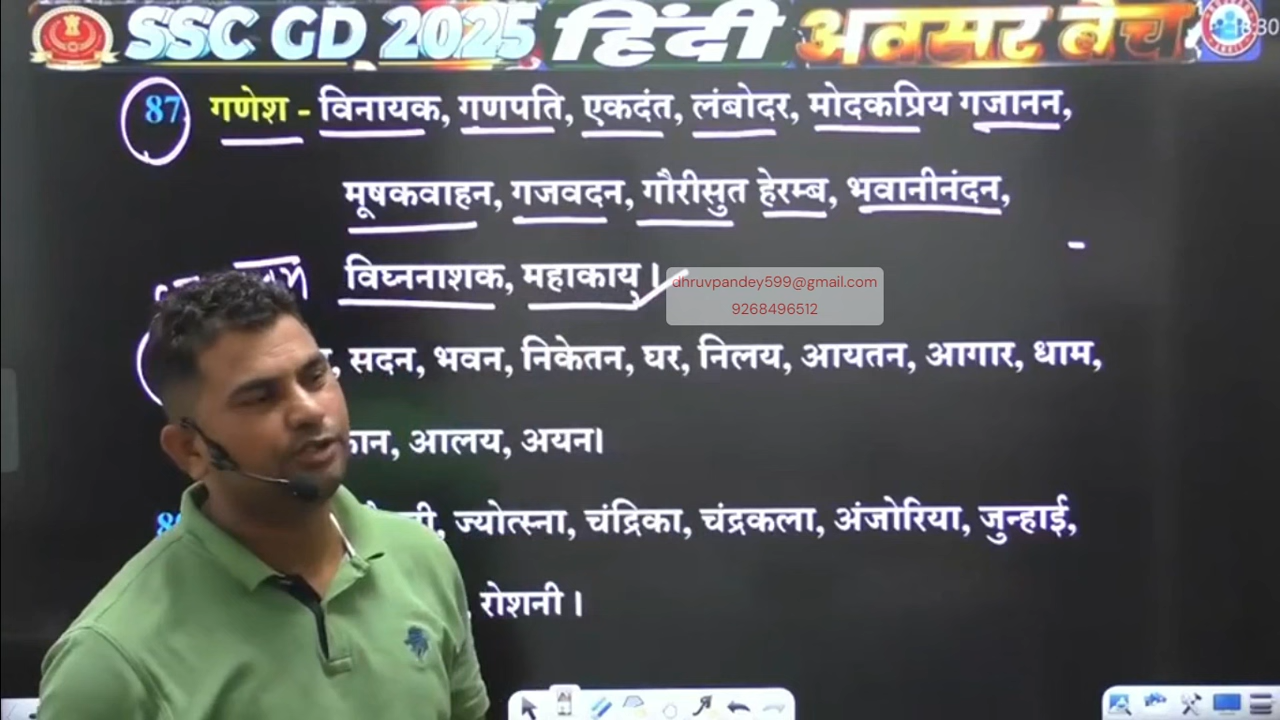 SSC GD 2025 हिंदी अवसर बैच
87 गणेश - विनायक, गणपति, एकदंत, लंबोदर, मोदकप्रिय गजानन,
मूषकवाहन, गजवदन, गौरीसुत हेरम्ब, भवानीनंदन,
विघ्ननाशक, महाकाय।
dhruvpandey599@gmail.com
9268496512
सदन, भवन, निकेतन, घर, निलय, आयतन, आगार, धाम,
आलय, अयन।
ज्योत्स्ना, चंद्रिका, चंद्रकला, अंजोरिया, जुन्हाई,
रोशनी।